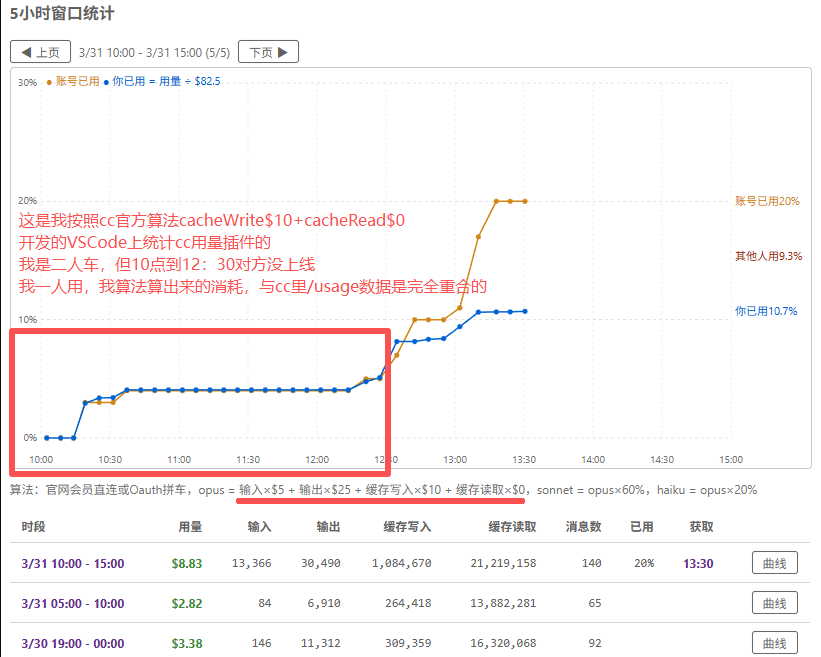 5小时窗口统计
◀ 上页 3/31 10:00 - 3/31 15:00 (5/5) 下页 ▶
30% ● 账号已用 ● 你已用 = 用量 ÷ $82.5
20%
账号已用20%
这是我按照cc官方算法cacheWrite$10+cacheRead$0
开发的VSCode上统计cc用量插件的
我是二人车，但10点到12：30对方没上线
其他人用9.3%
我一人用，我算法算出来的消耗，与cc里/usage数据是完全重合的
你已用10.7%
10%
0%
10:00 10:30 11:00 11:30 12:00 12:30 13:00 13:30 14:00 14:30 15:00
算法：官网会员直连或Oauth拼车，opus = 输入×$5 + 输出×$25 + 缓存写入×$10 + 缓存读取×$0，sonnet = opus×60%，haiku = opus×20%
时段 用量 输入 输出 缓存写入 缓存读取 消息数 已用 获取
3/31 10:00 - 15:00 $8.83 13,366 30,490 1,084,670 21,219,158 140 20% 13:30 曲线
3/31 05:00 - 10:00 $2.82 84 6,910 264,418 13,882,281 65 曲线
3/30 19:00 - 00:00 $3.38 146 11,312 309,359 16,320,068 92 曲线